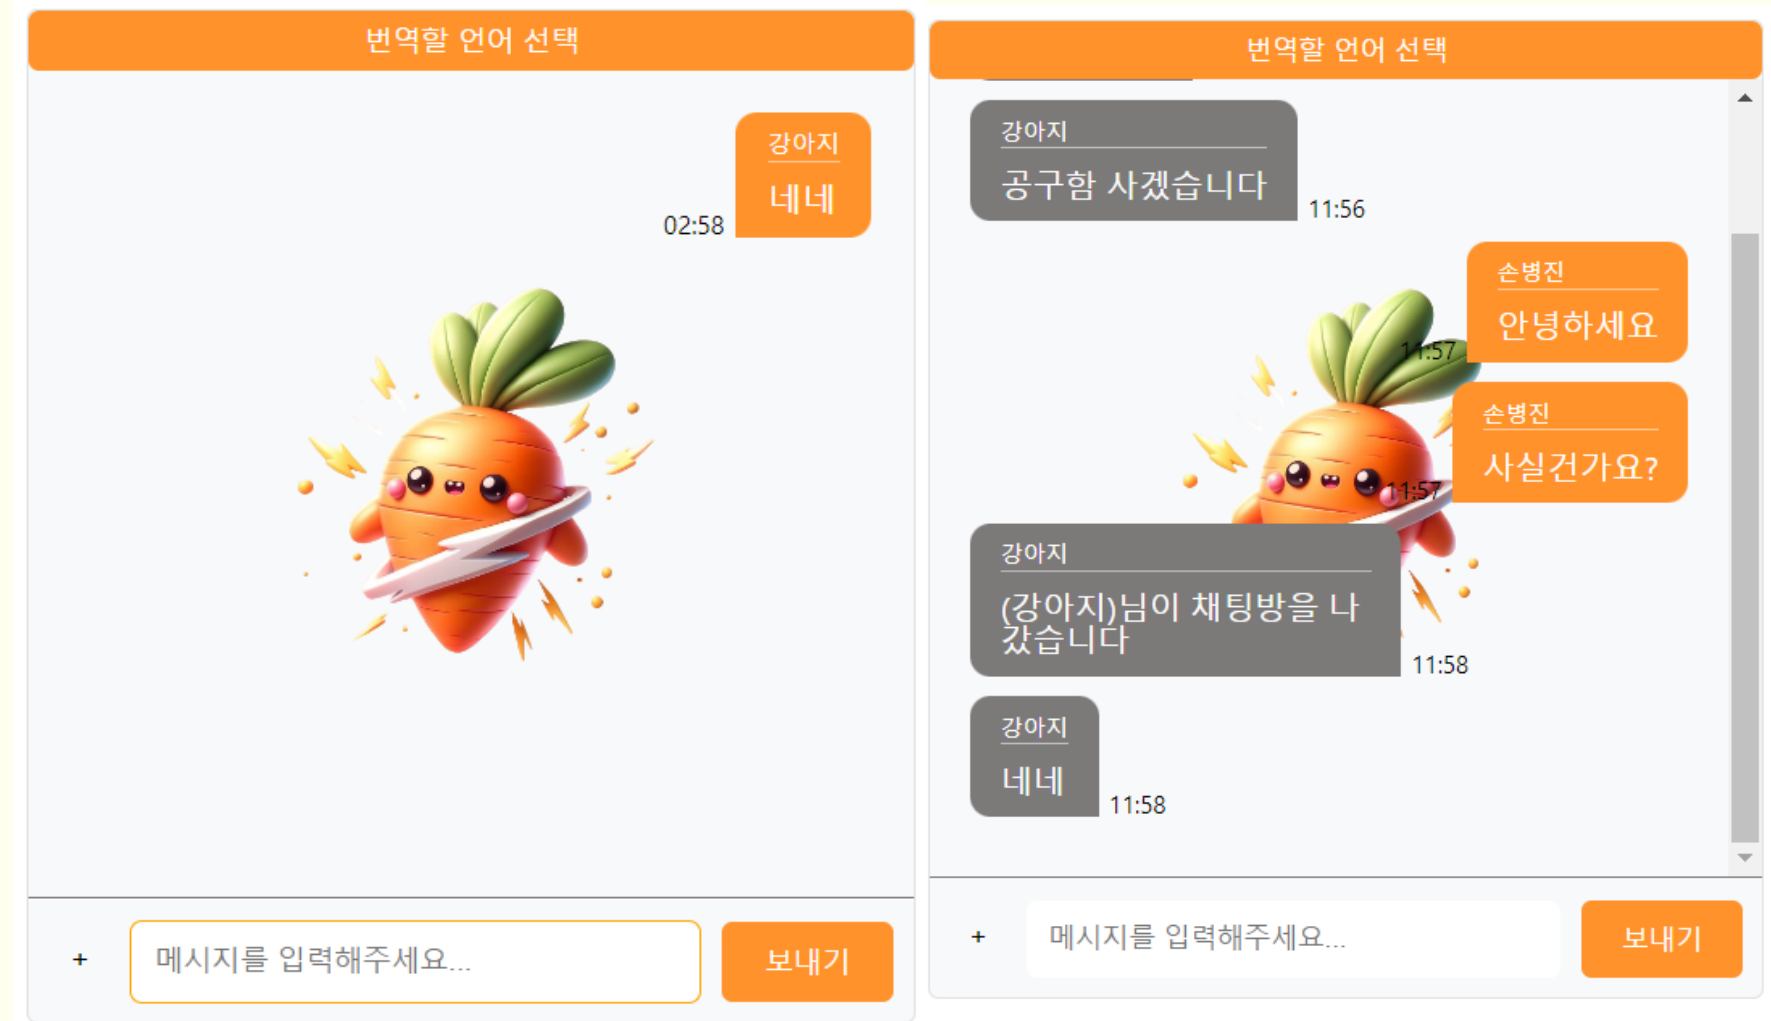 번역할 언어 선택
강아지
네네
02:58
+
메시지를 입력해주세요...
보내기
번역할 언어 선택
강아지
공구함 사겠습니다
11:56
손병진
안녕하세요
11:57
손병진
사실건가요?
11:57
강아지
(강아지)님이 채팅방을 나
갔습니다
11:58
강아지
네네
11:58
+
메시지를 입력해주세요...
보내기